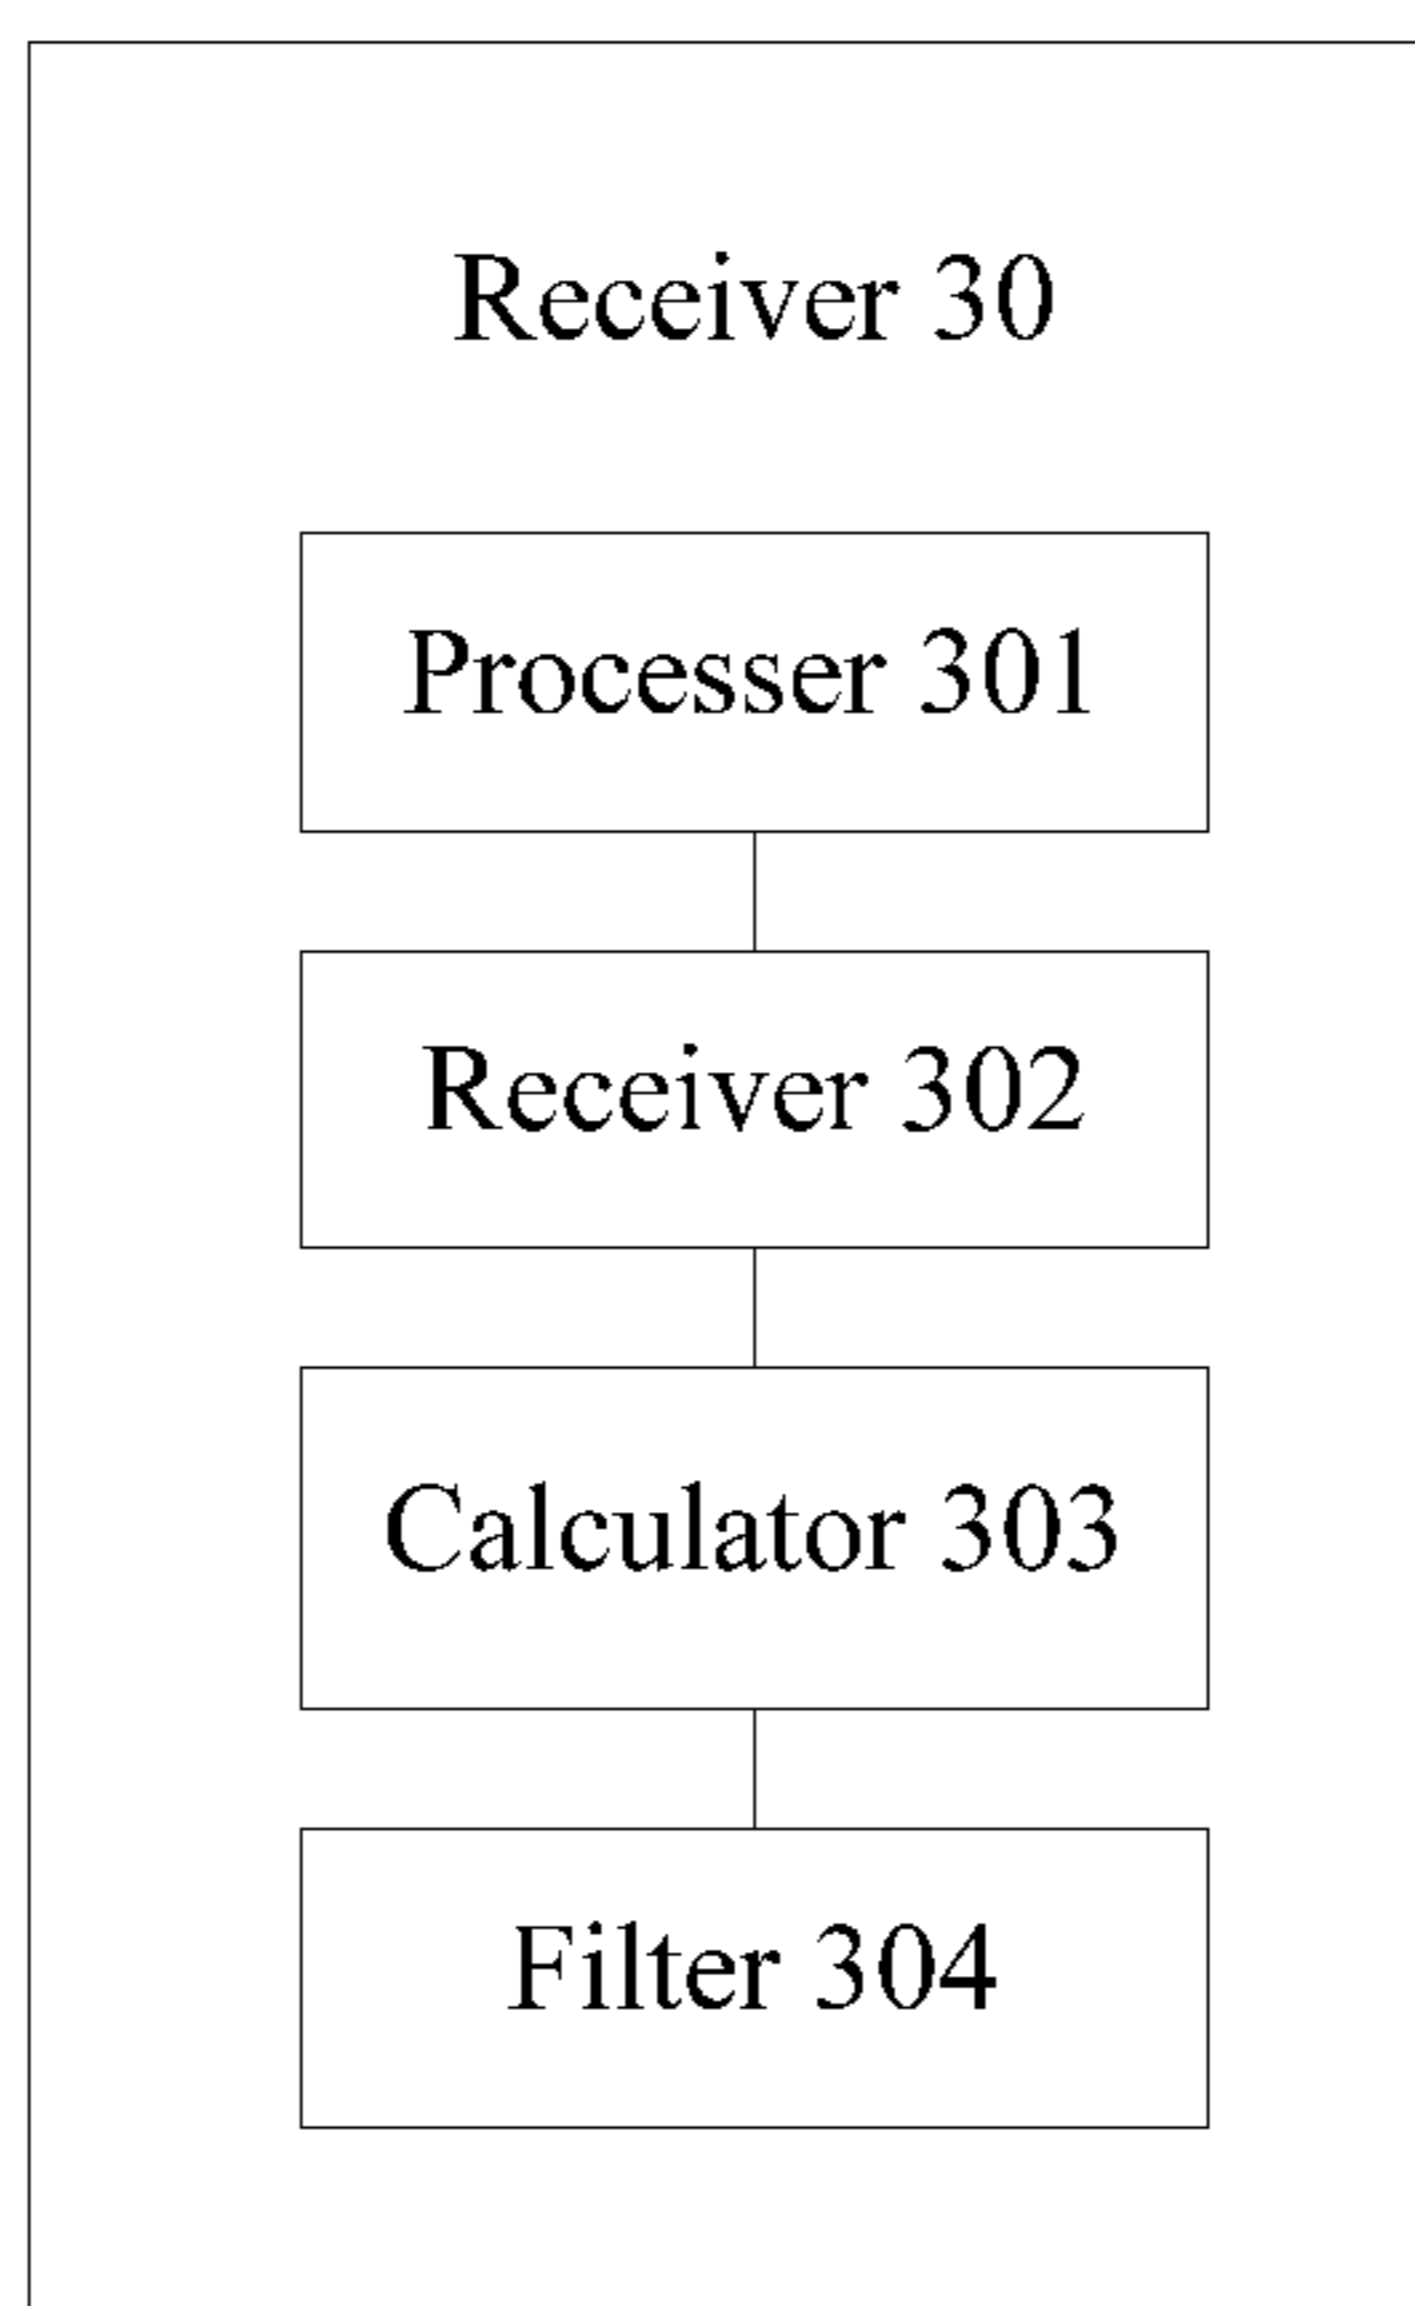 Receiver 30
Processer 301
Receiver 302
Calculator 303
Filter 304